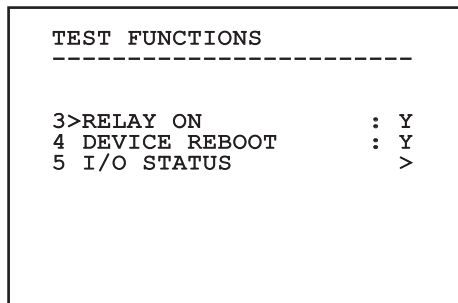 TEST FUNCTIONS
------------------------
3>RELAY ON : Y
4 DEVICE REBOOT : Y
5 I/O STATUS >